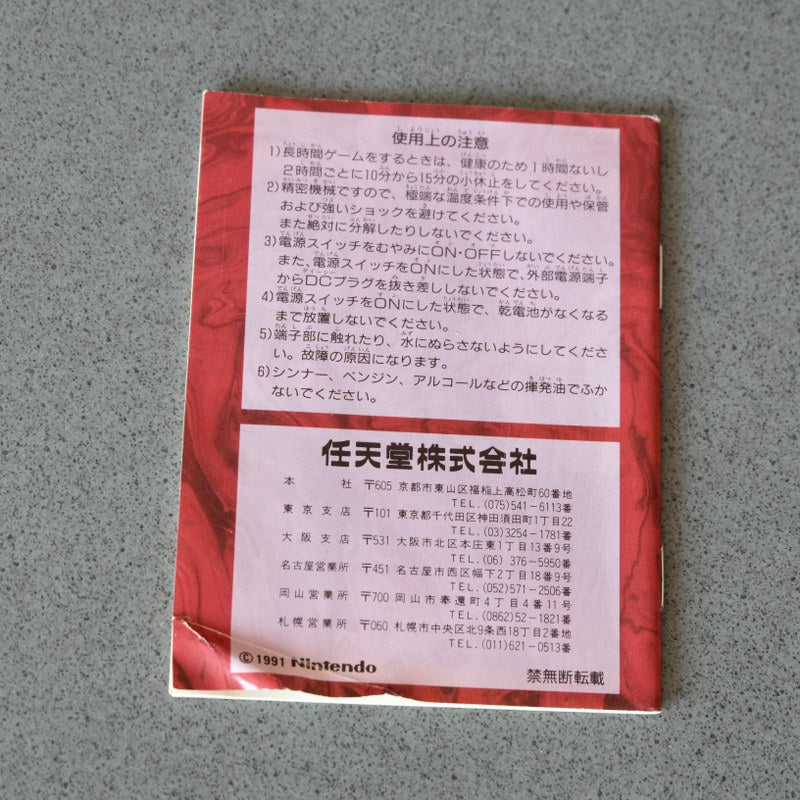 使用上の注意
1)長時間ゲームをするときは、健康のため1時間ないし
2時間ごとに10分から15分の小休止をしてください。
2)精密機械ですので、極端な温度条件下での使用や保管
および強いショックを避けてください。
また絶対に分解したりしないでください。
3)電源スイッチをむやみにON・OFFしないでください。
また、電源スイッチをONにした状態で、外部電源端子
からDCプラグを抜き差ししないでください。
4)電源スイッチをONにした状態で、乾電池がなくなる
まで放置しないでください。
5)端子部に触れたり、水にぬらさないようにしてくださ
い。故障の原因になります。
6)シンナー、ベンジン、アルコールなどの揮発油でふか
ないでください。
任天堂株式会社
本社 〒605 京都市東山区福稲上高松町60番地
TEL.(075)541-6113番
東京支店 〒101 東京都千代田区神田須田町1丁目22
TEL.(03)3254-1781番
大阪支店 〒531 大阪市北区本庄東1丁目13番9号
TEL.(06)376-5950番
名古屋営業所 〒451 名古屋市西区幅下2丁目18番9号
TEL.(052)571-2506番
岡山営業所 〒700 岡山市奉還町4丁目4番11号
TEL.(0862)52-1821番
札幌営業所 〒060 札幌市中央区北9条西18丁目2番地
TEL.(011)621-0513番
©1991 Nintendo
禁無断転載